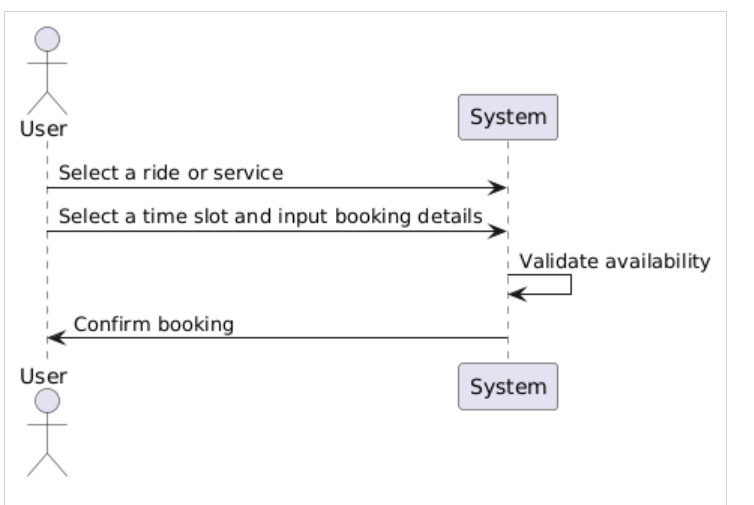 User
System
Select a ride or service
Select a time slot and input booking details
Validate availability
Confirm booking
User
System